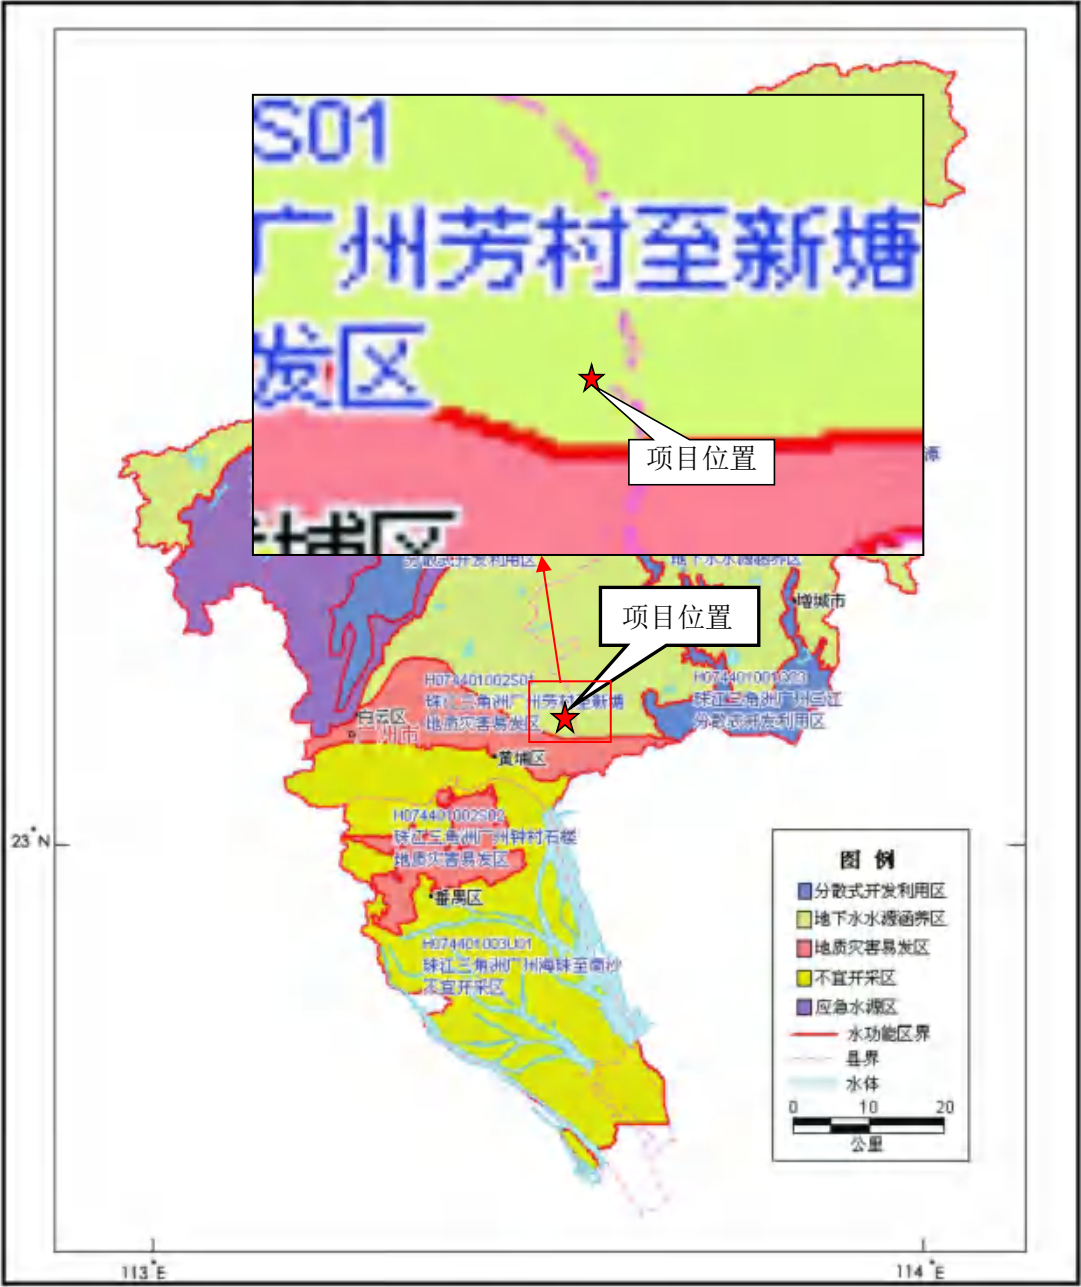 S01
广州芳村至新塘
发区
项目位置
埔区
潭
分散式开发利用区
地下水水源涵养区
增城市
项目位置
H074401002S01
珠江三角洲广州芳村至新塘
地质灾害易发区
珠江三角洲广州三江
分散式开发利用区
白云区
广州市
黄埔区
H074401002S02
珠江三角洲广州钟村石楼
地质灾害易发区
番禺区
H074401003U01
珠江三角洲广州海珠至南沙
不宜开采区
23°N
图例
分散式开发利用区
地下水水源涵养区
地质灾害易发区
不宜开采区
应急水源区
水功能区界
县界
水体
0 10 20
公里
113°E
114°E